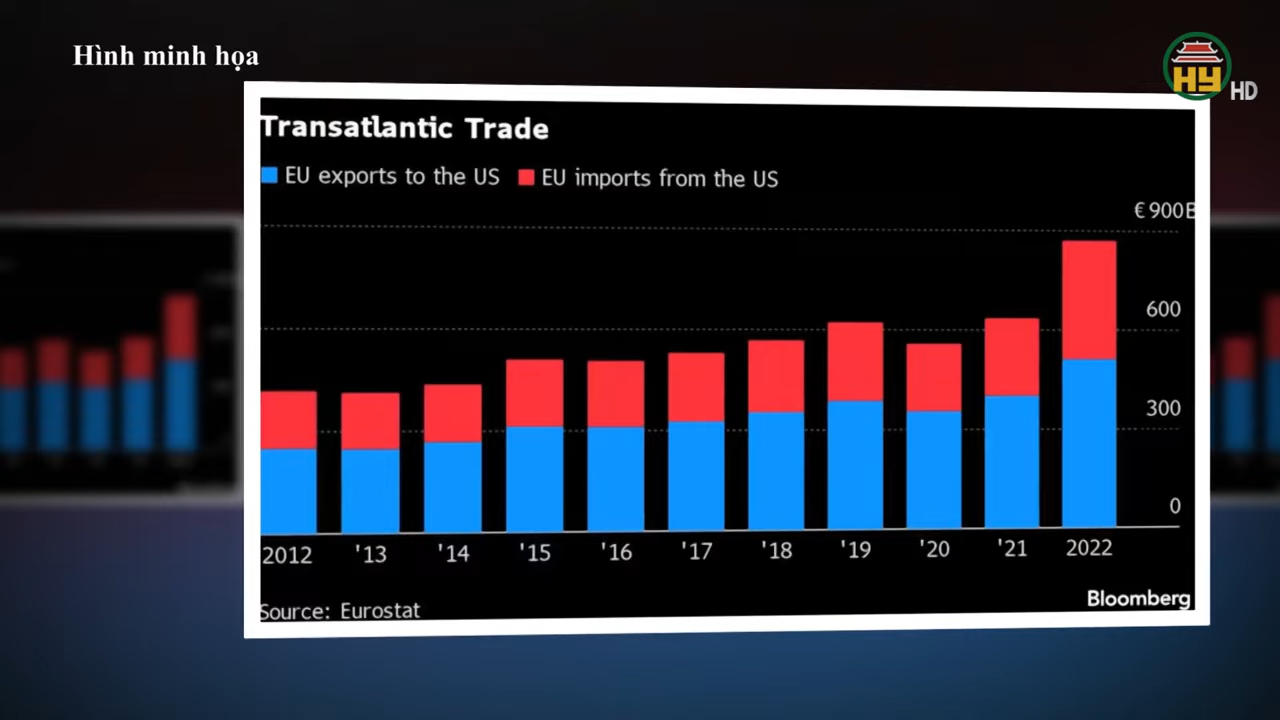 Hình minh họa
HY HD
Transatlantic Trade
EU exports to the US EU imports from the US
€900B
600
300
0
2012 '13 '14 '15 '16 '17 '18 '19 '20 '21 2022
Source: Eurostat
Bloomberg